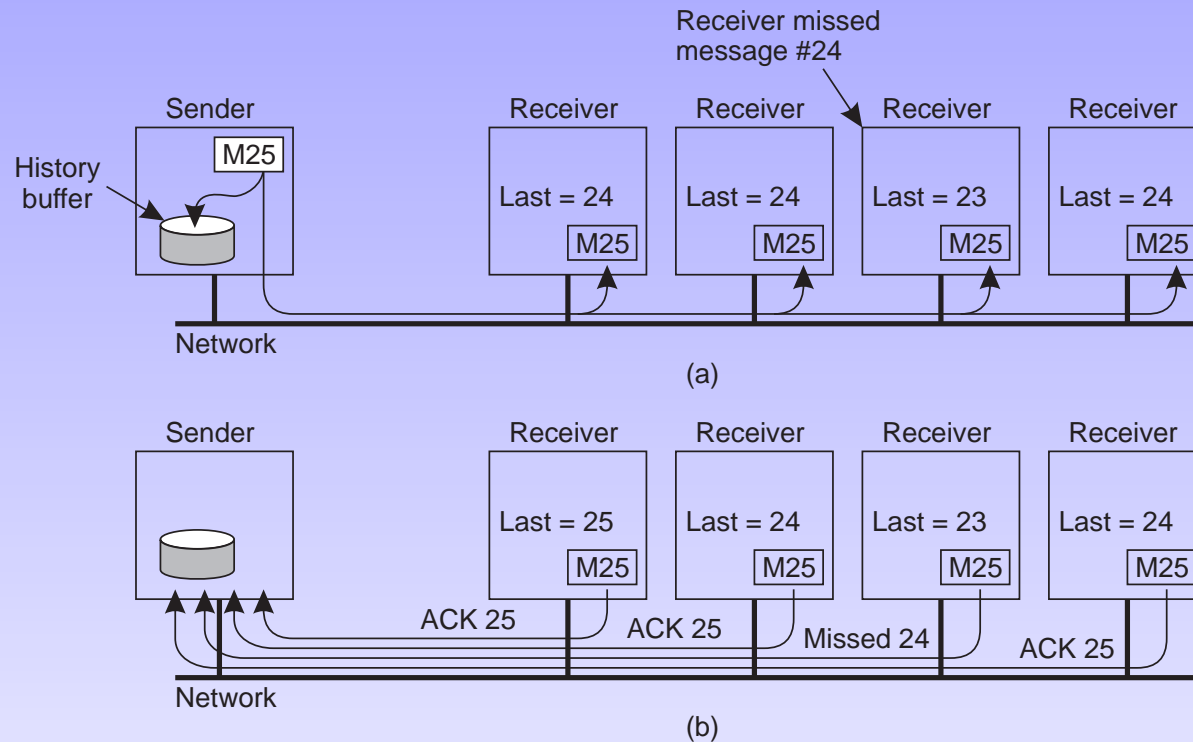 Receiver missed
message #24
Sender
Receiver
Receiver
Receiver
Receiver
M25
History
buffer
Last = 24
Last = 24
Last = 23
Last = 24
M25
M25
M25
M25
Network
(a)
Sender
Receiver
Receiver
Receiver
Receiver
Last = 25
Last = 24
Last = 23
Last = 24
M25
M25
M25
M25
ACK 25
ACK 25
Missed 24
ACK 25
Network
(b)